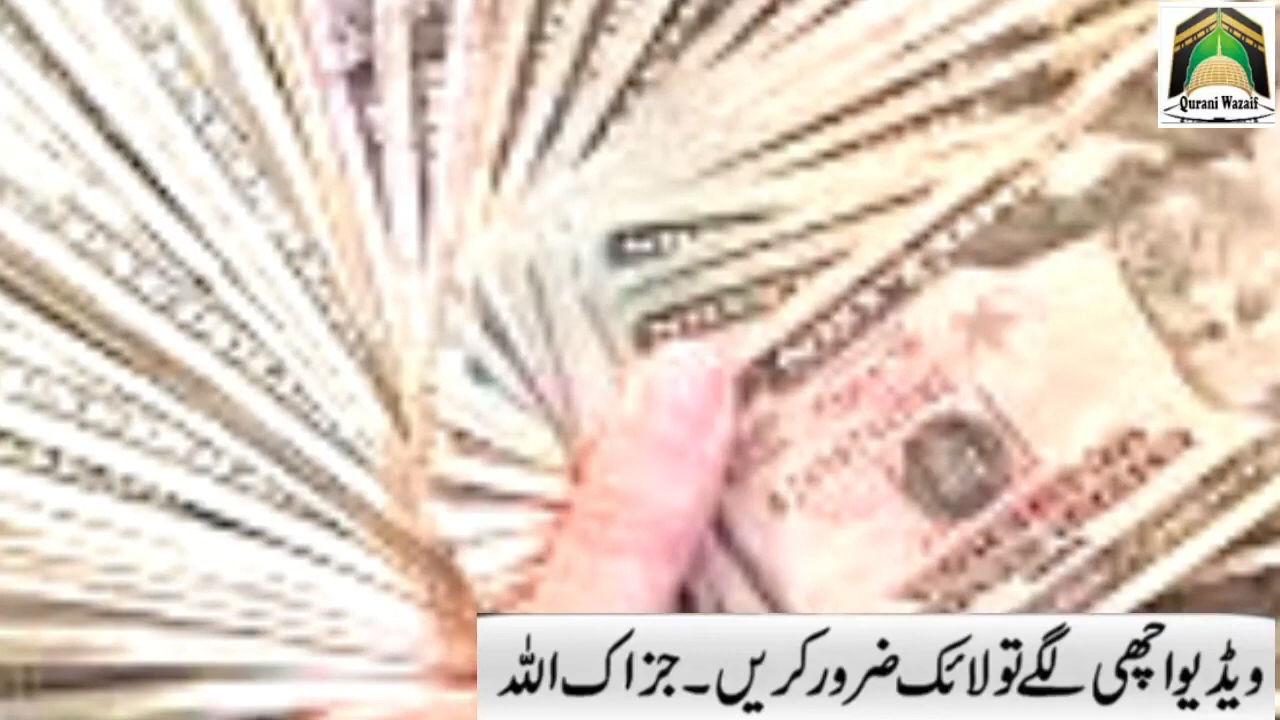 Qurani Wazaif
ویڈیو اچھی لگے تو لائک ضرور کریں۔ جزاک اللہ